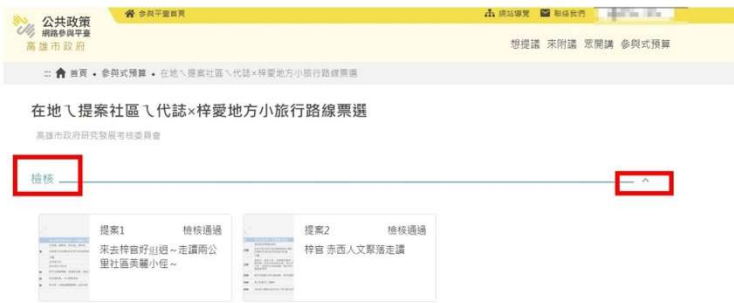 公共政策
網路參與平臺
高雄市政府
參與平臺首頁
網站導覽
聯絡我們
想提議 來附議 眾開講 參與式預算
::: 首頁 • 參與式預算 • 在地ㄟ提案社區ㄟ代誌×梓愛地方小旅行路線票選
在地ㄟ提案社區ㄟ代誌×梓愛地方小旅行路線票選
高雄市政府研究發展考核委員會
檢核
提案1 檢核通過
來去梓官好
迌～走讀兩公
里社區美麗小徑～
提案2 檢核通過
梓官 赤西人文聚落走讀